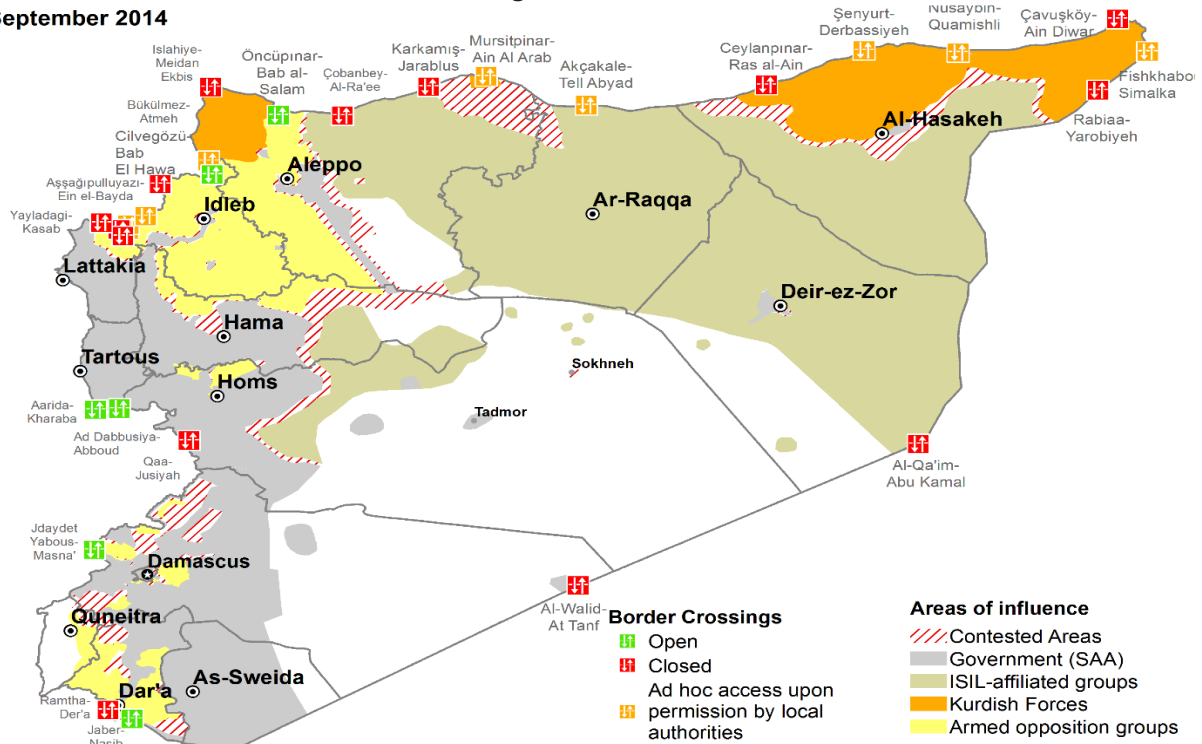 September 2014
Islahiye-
Meidan
Ekbis
Öncüpınar-
Bab al-
Salam
Çobanbey-
Al-Ra'ee
Karkamış-
Jarablus
Mursitpinar-
Ain Al Arab
Akçakale-
Tell Abyad
Ceylanpınar-
Ras al-Ain
Şenyurt-
Derbassiyeh
Nusaybin-
Quamishli
Çavuşköy-
Ain Diwar
Fishkhabou
Simalka
Rabiaa-
Yarobiyeh
Bükülmez-
Atmeh
Cilvegözü-
Bab
El Hawa
Aşşağıpulluyazı-
Ein el-Bayda
Yayladagi-
Kasab
Al-Hasakeh
Aleppo
Idleb
Ar-Raqqa
Lattakia
Deir-ez-Zor
Hama
Tartous
Homs
Sokhneh
Tadmor
Aarida-
Kharaba
Ad Dabbusiya-
Abboud
Qaa-
Jusiyah
Al-Qa'im-
Abu Kamal
Jdaydet
Yabous-
Masna'
Damascus
Quneitra
Al-Walid-
At Tanf
As-Sweida
Dar'a
Ramtha-
Der'a
Jaber-
Nasib
Border Crossings
Open
Closed
Ad hoc access upon
permission by local
authorities
Areas of influence
Contested Areas
Government (SAA)
ISIL-affiliated groups
Kurdish Forces
Armed opposition groups